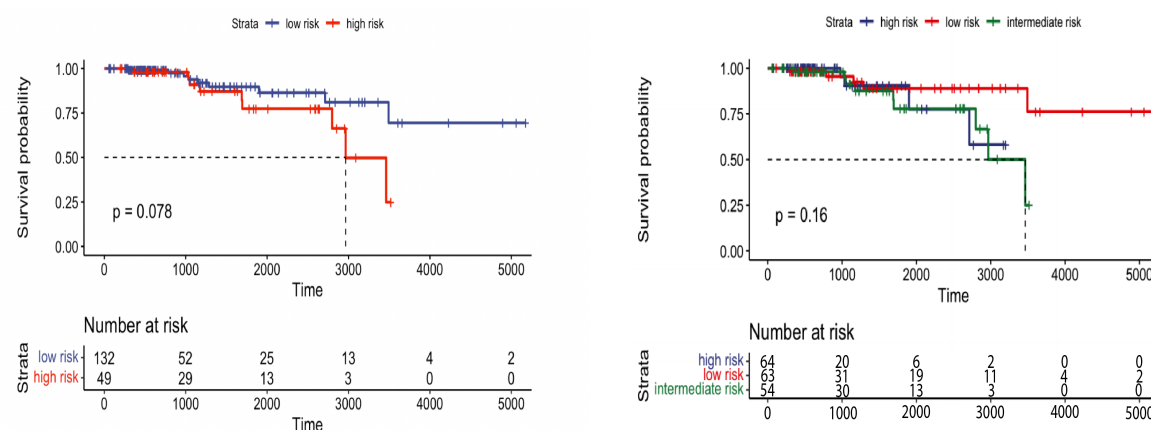 Strata low risk high risk
Survival probability
1.00
0.75
0.50
0.25
0.00
p = 0.078
0 1000 2000 3000 4000 5000
Time
Number at risk
Strata
low risk 132 52 25 13 4 2
high risk 49 29 13 3 0 0
0 1000 2000 3000 4000 5000
Time
Strata high risk low risk intermediate risk
Survival probability
1.00
0.75
0.50
0.25
0.00
p = 0.16
0 1000 2000 3000 4000 5000
Time
Number at risk
Strata
high risk 64 20 6 2 0 0
low risk 63 31 19 11 4 2
intermediate risk 54 30 13 3 0 0
0 1000 2000 3000 4000 5000